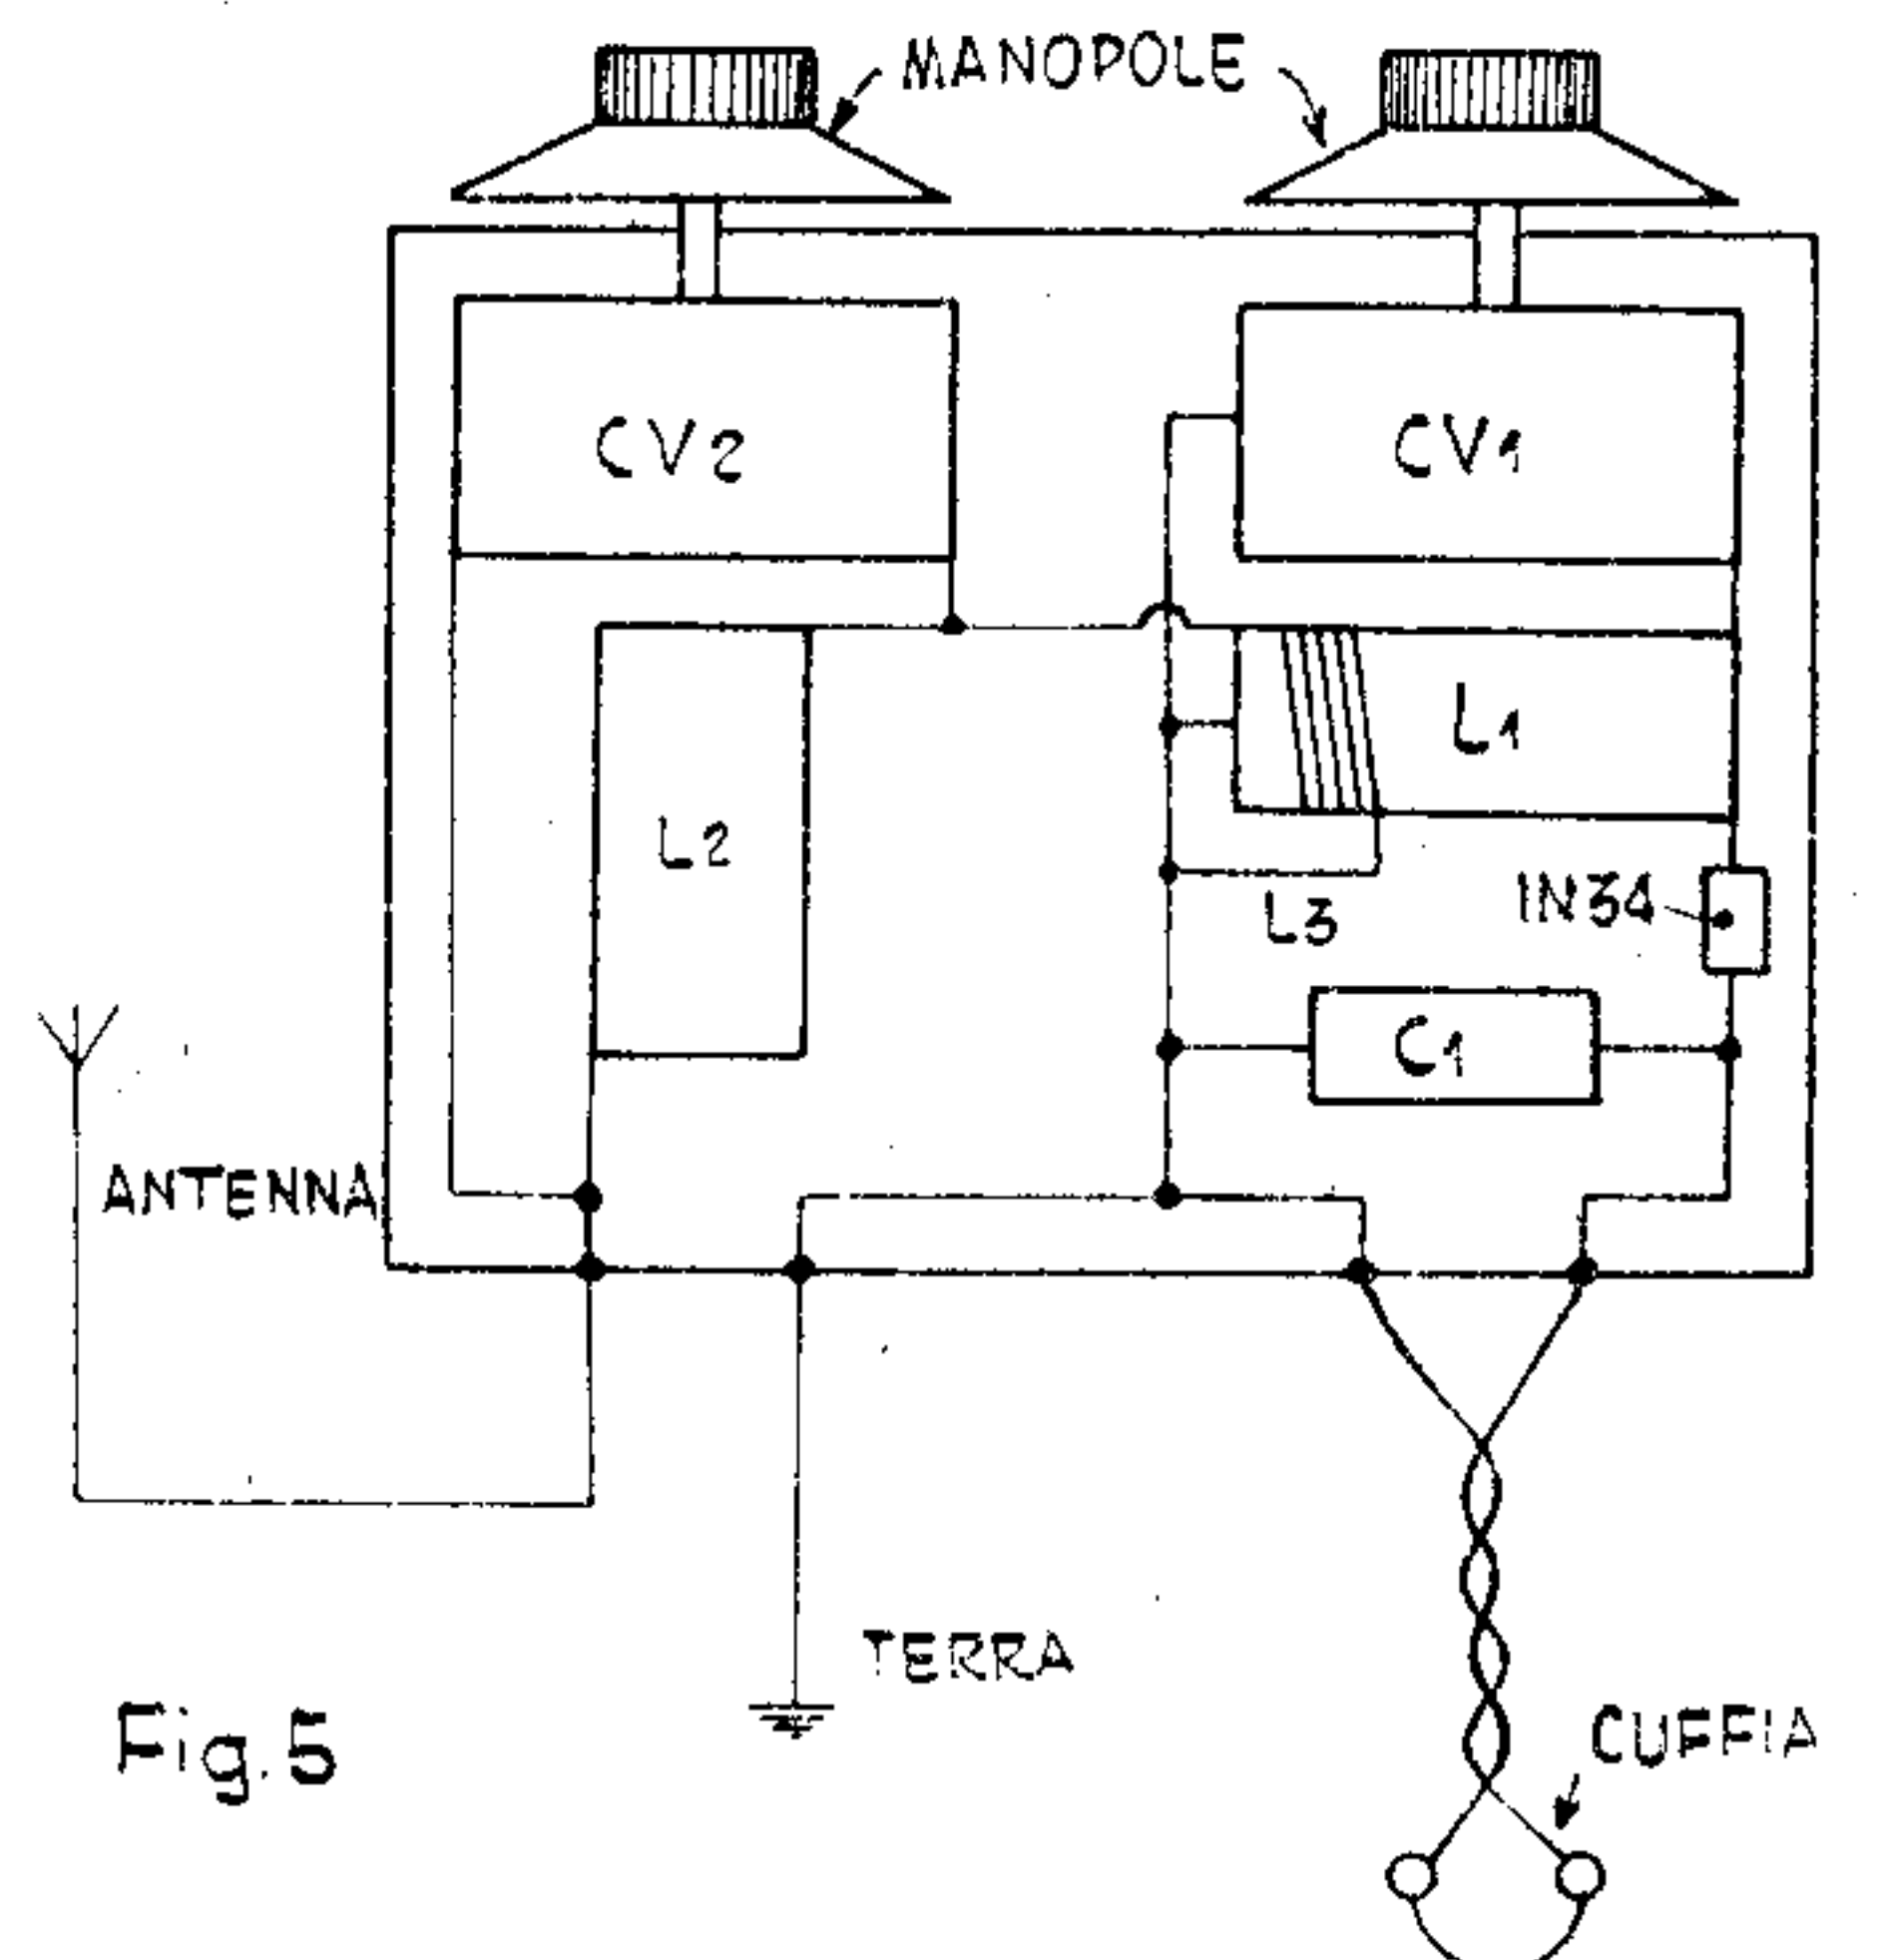 MANOPOLE
CV2
CV1
L1
L2
IN34
L3
C1
ANTENNA
TERRA
Fig. 5
CUFFIA